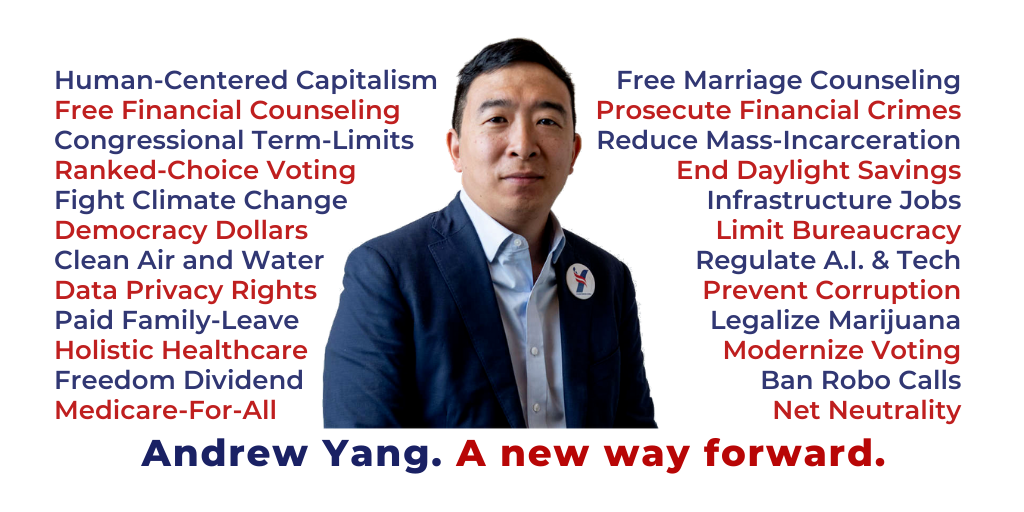 Human-Centered Capitalism
Free Financial Counseling
Congressional Term-Limits
Ranked-Choice Voting
Fight Climate Change
Democracy Dollars
Clean Air and Water
Data Privacy Rights
Paid Family-Leave
Holistic Healthcare
Freedom Dividend
Medicare-For-All
Free Marriage Counseling
Prosecute Financial Crimes
Reduce Mass-Incarceration
End Daylight Savings
Infrastructure Jobs
Limit Bureaucracy
Regulate A.I. & Tech
Prevent Corruption
Legalize Marijuana
Modernize Voting
Ban Robo Calls
Net Neutrality
Andrew Yang. A new way forward.